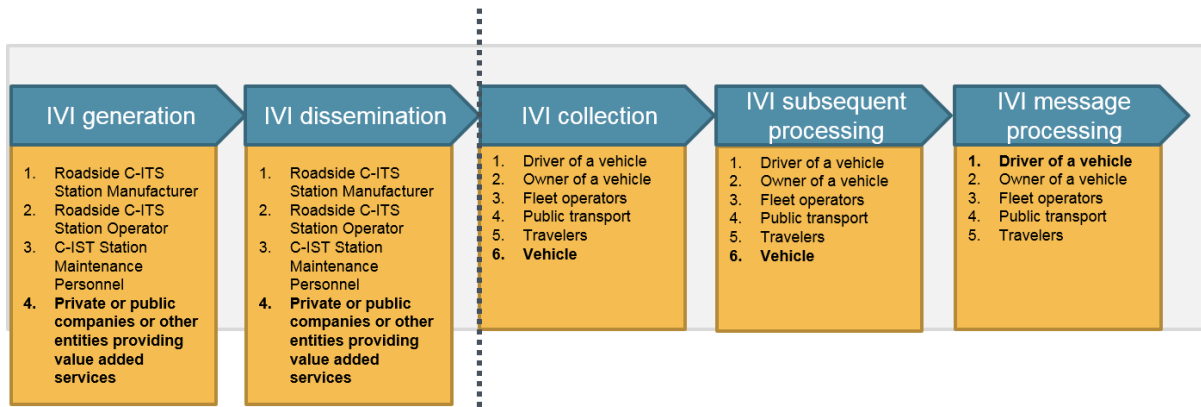 IVI generation
1. Roadside C-ITS
Station Manufacturer
2. Roadside C-ITS
Station Operator
3. C-IST Station
Maintenance
Personnel
4. Private or public
companies or other
entities providing
value added
services
IVI dissemination
1. Roadside C-ITS
Station Manufacturer
2. Roadside C-ITS
Station Operator
3. C-IST Station
Maintenance
Personnel
4. Private or public
companies or other
entities providing
value added
services
IVI collection
1. Driver of a vehicle
2. Owner of a vehicle
3. Fleet operators
4. Public transport
5. Travelers
6. Vehicle
IVI subsequent
processing
1. Driver of a vehicle
2. Owner of a vehicle
3. Fleet operators
4. Public transport
5. Travelers
6. Vehicle
IVI message
processing
1. Driver of a vehicle
2. Owner of a vehicle
3. Fleet operators
4. Public transport
5. Travelers